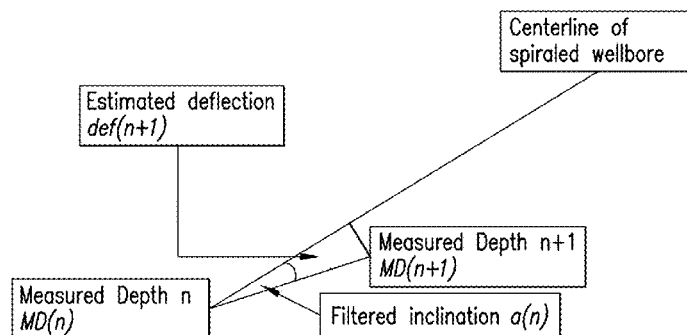 Centerline of
spiraled wellbore
Estimated deflection
def(n+1)
Measured Depth n+1
MD(n+1)
Measured Depth n
MD(n)
Filtered inclination a(n)